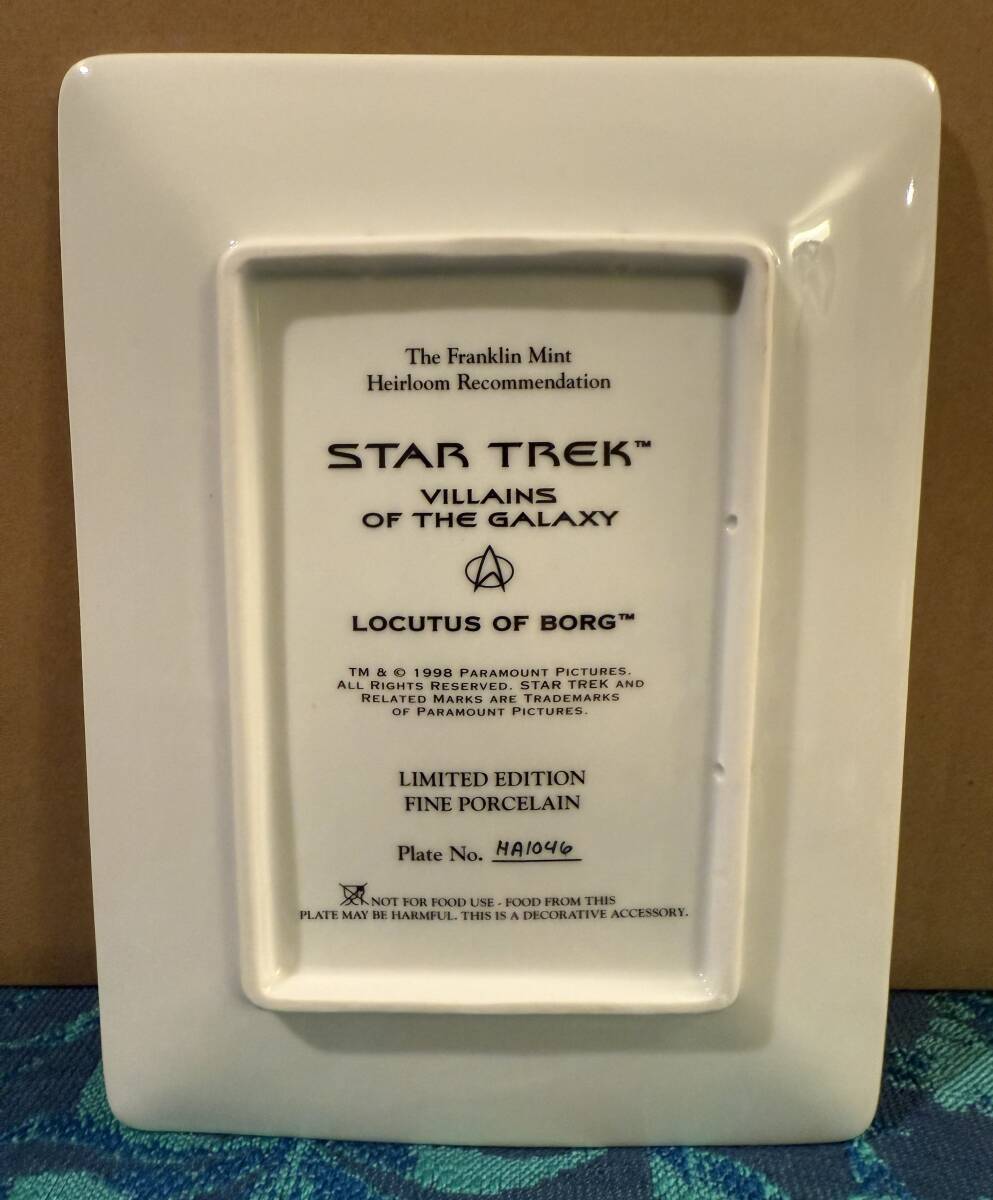 The Franklin Mint
Heirloom Recommendation
STAR TREK™
VILLAINS
OF THE GALAXY
LOCUTUS OF BORG™
TM & © 1998 PARAMOUNT PICTURES.
ALL RIGHTS RESERVED. STAR TREK AND
RELATED MARKS ARE TRADEMARKS
OF PARAMOUNT PICTURES.
LIMITED EDITION
FINE PORCELAIN
Plate No. HA1046
NOT FOR FOOD USE - FOOD FROM THIS
PLATE MAY BE HARMFUL. THIS IS A DECORATIVE ACCESSORY.